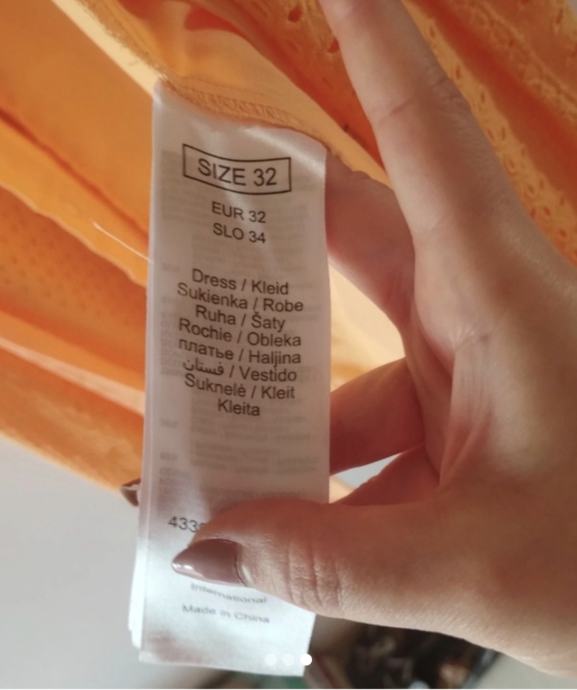 SIZE 32
EUR 32
SLO 34
Dress / Kleid
Sukienka / Robe
Ruha / Šaty
Rochie / Obleka
платье / Haljina
فستان / Vestido
Suknelė / Kleit
Kleita
International
Made in China